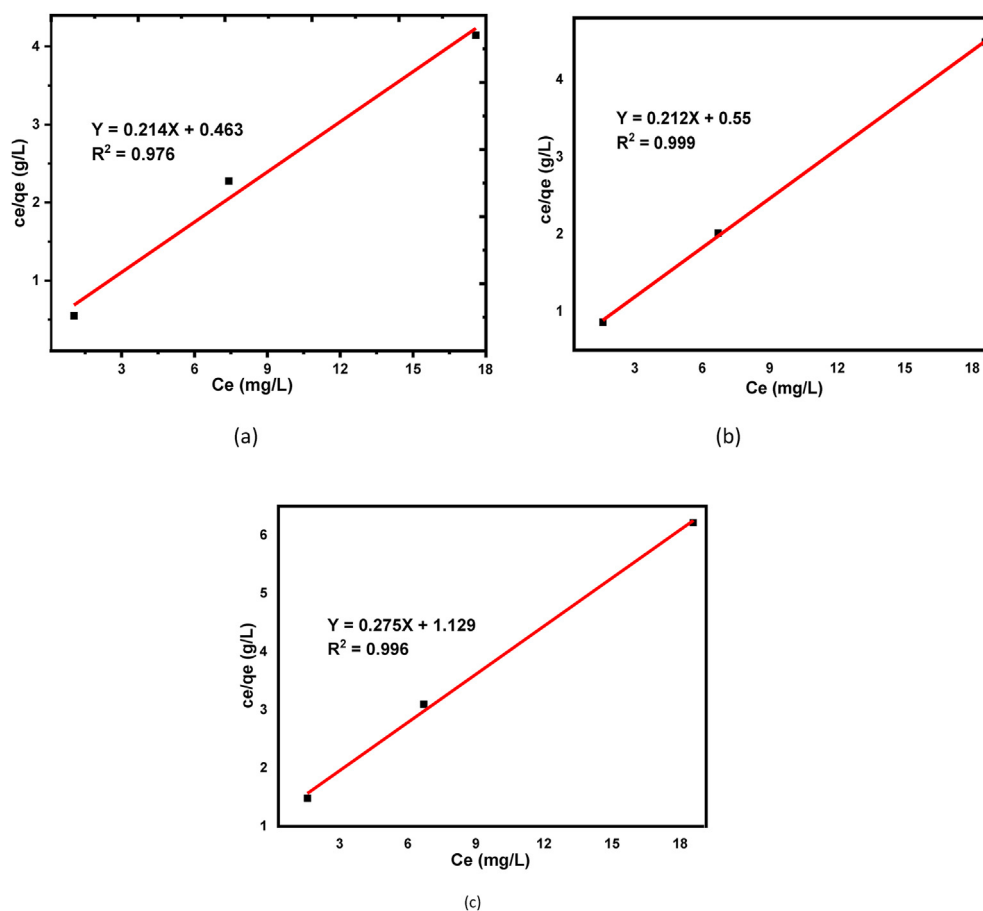 4
3
2
1
ce/qe (g/L)
Y = 0.214X + 0.463
R² = 0.976
3 6 9 12 15 18
Ce (mg/L)
(a)
4
3
2
1
ce/qe (g/L)
Y = 0.212X + 0.55
R² = 0.999
3 6 9 12 15 18
Ce (mg/L)
(b)
6
5
4
3
2
1
ce/qe (g/L)
Y = 0.275X + 1.129
R² = 0.996
3 6 9 12 15 18
Ce (mg/L)
(c)